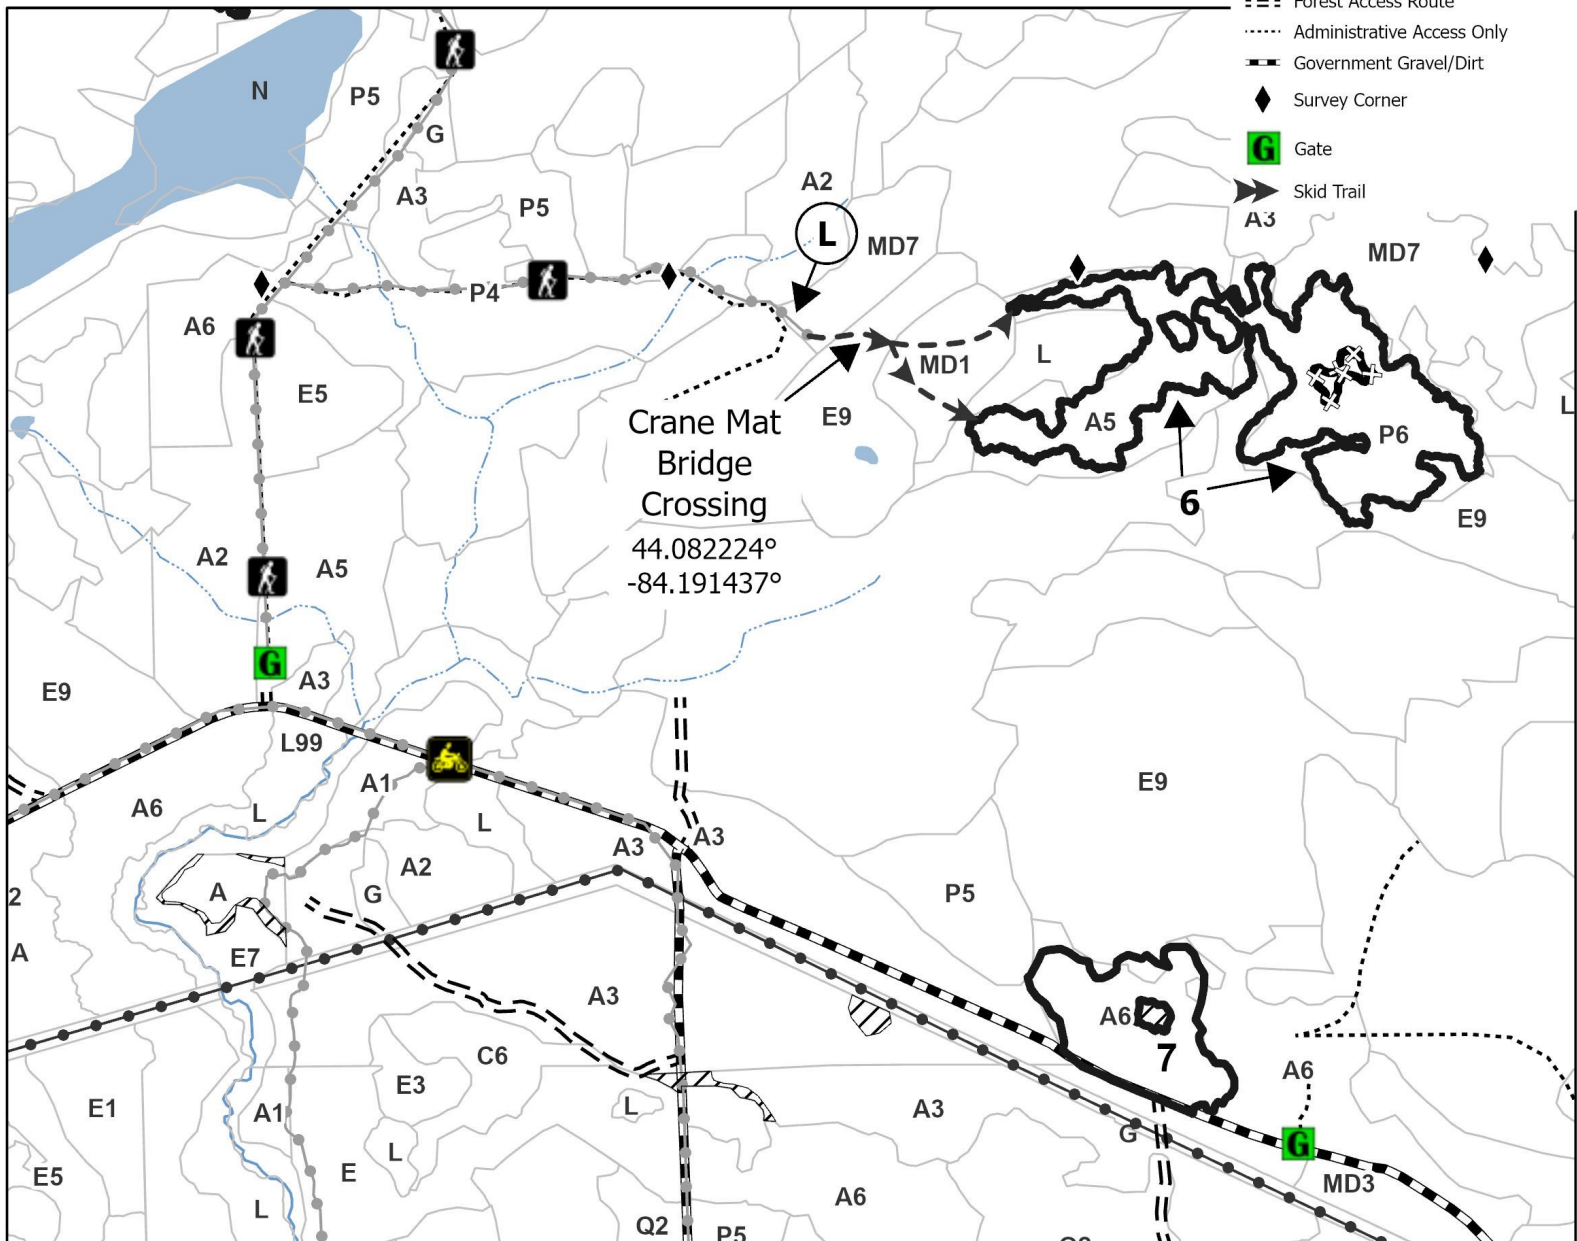 Forest Access Route
Administrative Access Only
Government Gravel/Dirt
Survey Corner
G Gate
Skid Trail
N
P5
G
A3
P5
A2
L
MD7
A3
MD7
P4
A6
MD1
L
E5
E9
A5
P6
L
Crane Mat
Bridge
Crossing
44.082224°
-84.191437°
6
E9
A2
A5
G
A3
E9
L99
A1
E9
A6
L
L
A3
A3
A2
2
A
G
P5
A
E7
A3
A6
7
C6
E3
A6
E1
A1
L
A3
G
G
L
E
E5
MD3
A6
L
Q2
P5